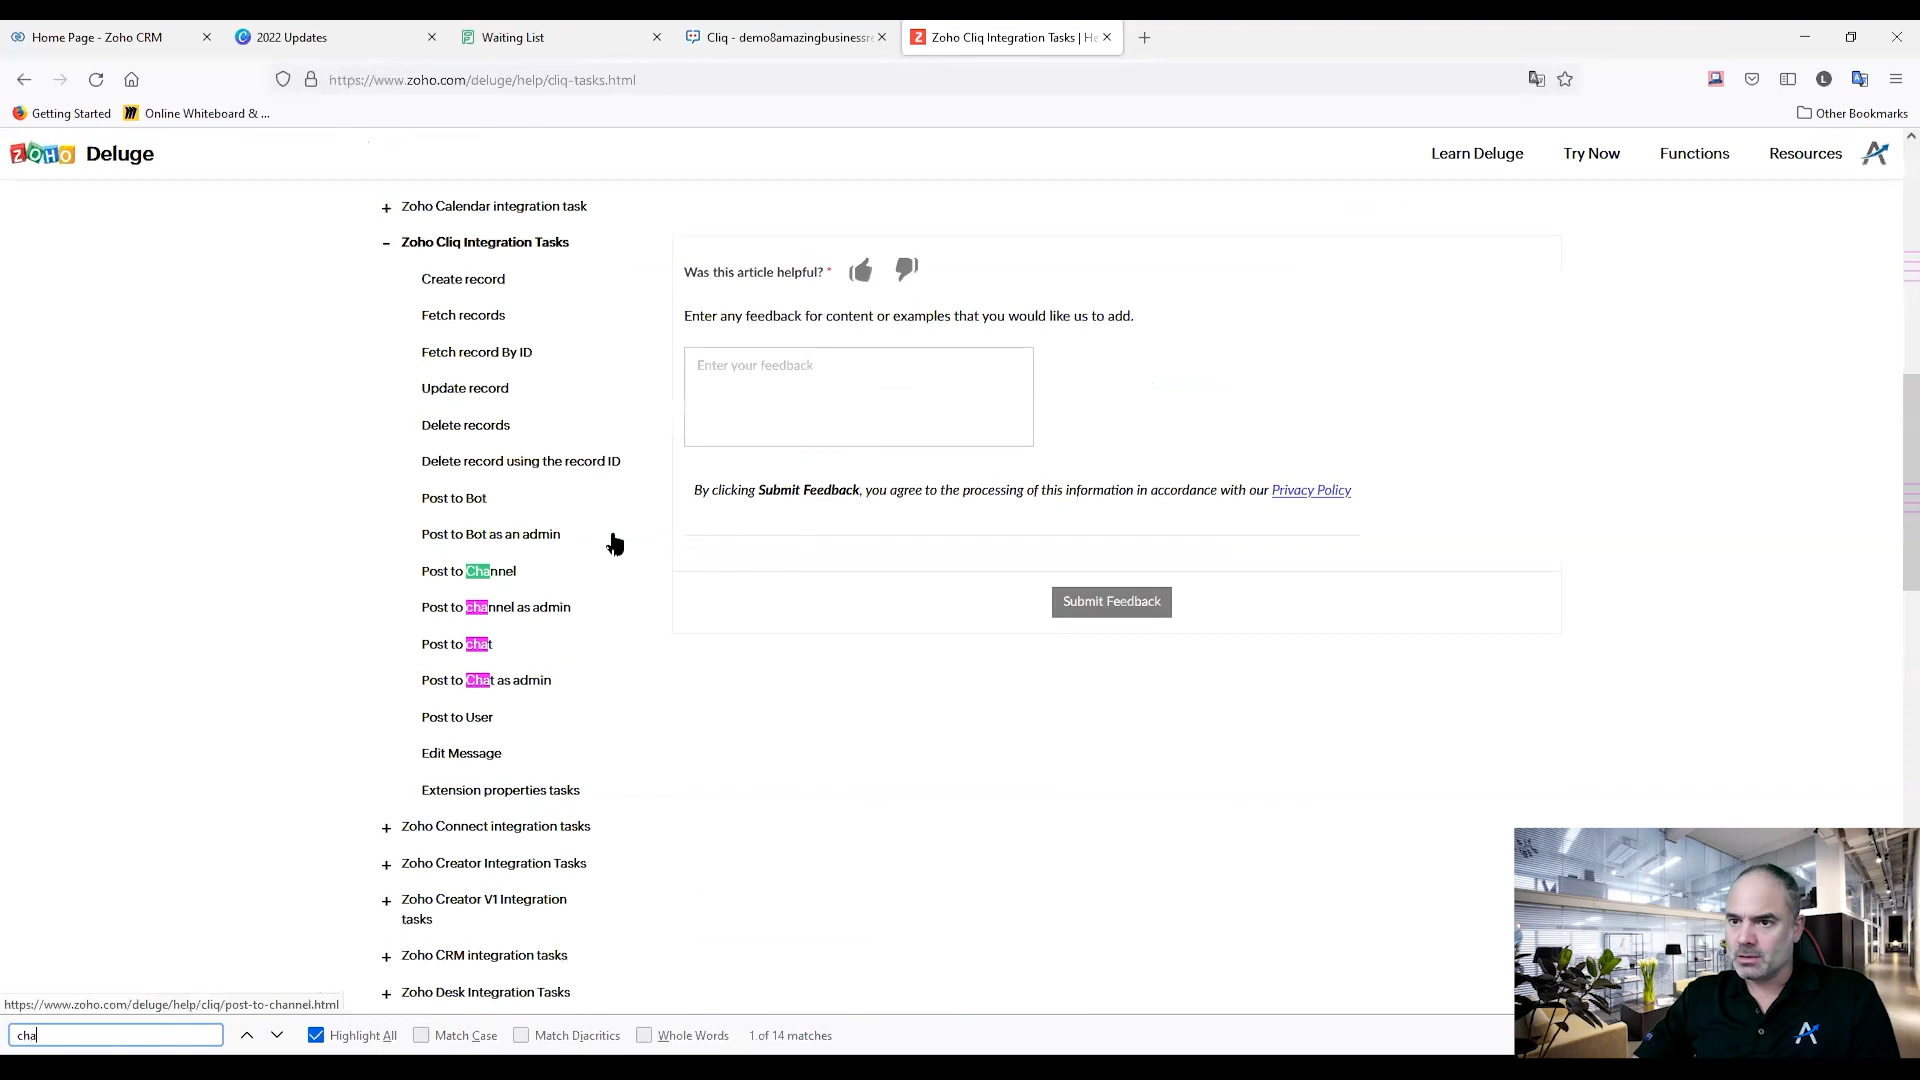 Home Page - Zoho CRM
2022 Updates
Waiting List
Cliq - demo8amazingbusinessre
Zoho Cliq Integration Tasks | He
https://www.zoho.com/deluge/help/cliq-tasks.html
L
Getting Started
Online Whiteboard & ...
Other Bookmarks
ZOHO Deluge
Learn Deluge
Try Now
Functions
Resources
+ Zoho Calendar integration task
– Zoho Cliq Integration Tasks
Create record
Fetch records
Fetch record By ID
Update record
Delete records
Delete record using the record ID
Post to Bot
Post to Bot as an admin
Post to Channel
Post to channel as admin
Post to chat
Post to Chat as admin
Post to User
Edit Message
Extension properties tasks
+ Zoho Connect integration tasks
+ Zoho Creator Integration Tasks
+ Zoho Creator V1 Integration
tasks
+ Zoho CRM integration tasks
+ Zoho Desk Integration Tasks
Was this article helpful? *
Enter any feedback for content or examples that you would like us to add.
Enter your feedback
By clicking Submit Feedback, you agree to the processing of this information in accordance with our Privacy Policy
Submit Feedback
https://www.zoho.com/deluge/help/cliq/post-to-channel.html
cha
Highlight All
Match Case
Match Diacritics
Whole Words
1 of 14 matches